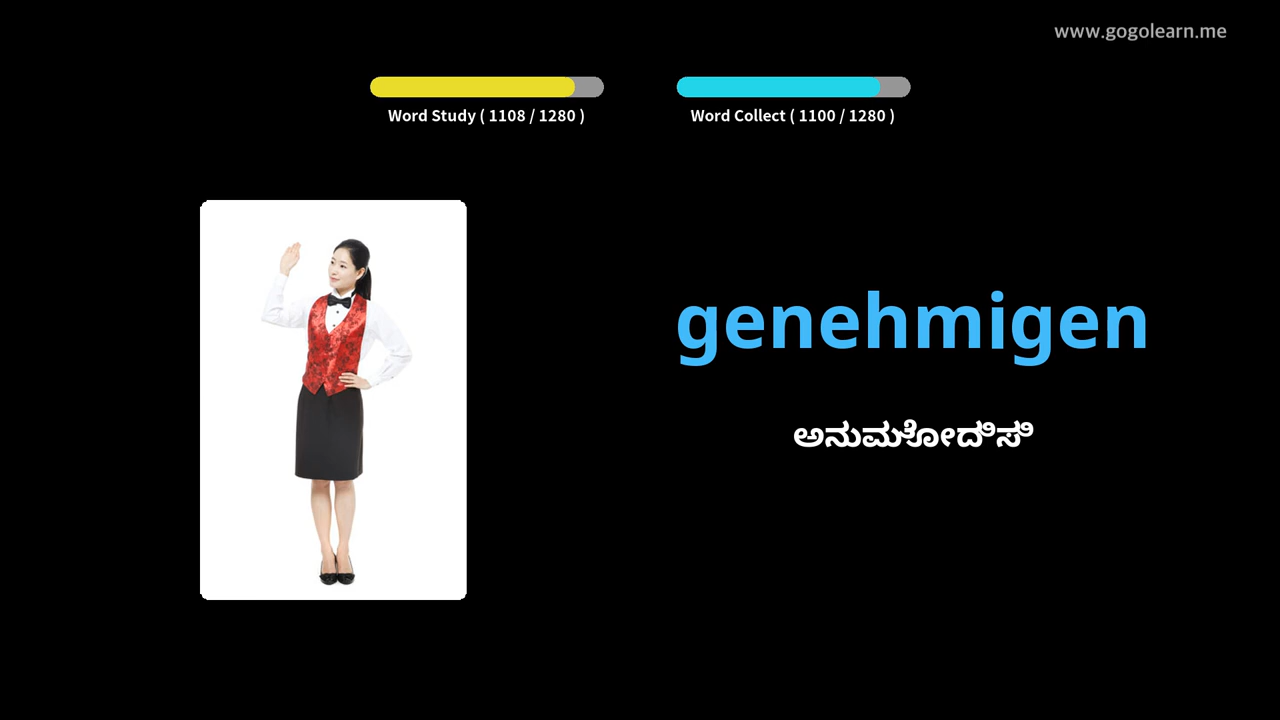 www.gogolearn.me
Word Study ( 1108 / 1280 )
Word Collect ( 1100 / 1280 )
genehmigen
ಅನುಮೋದಿಸಿ